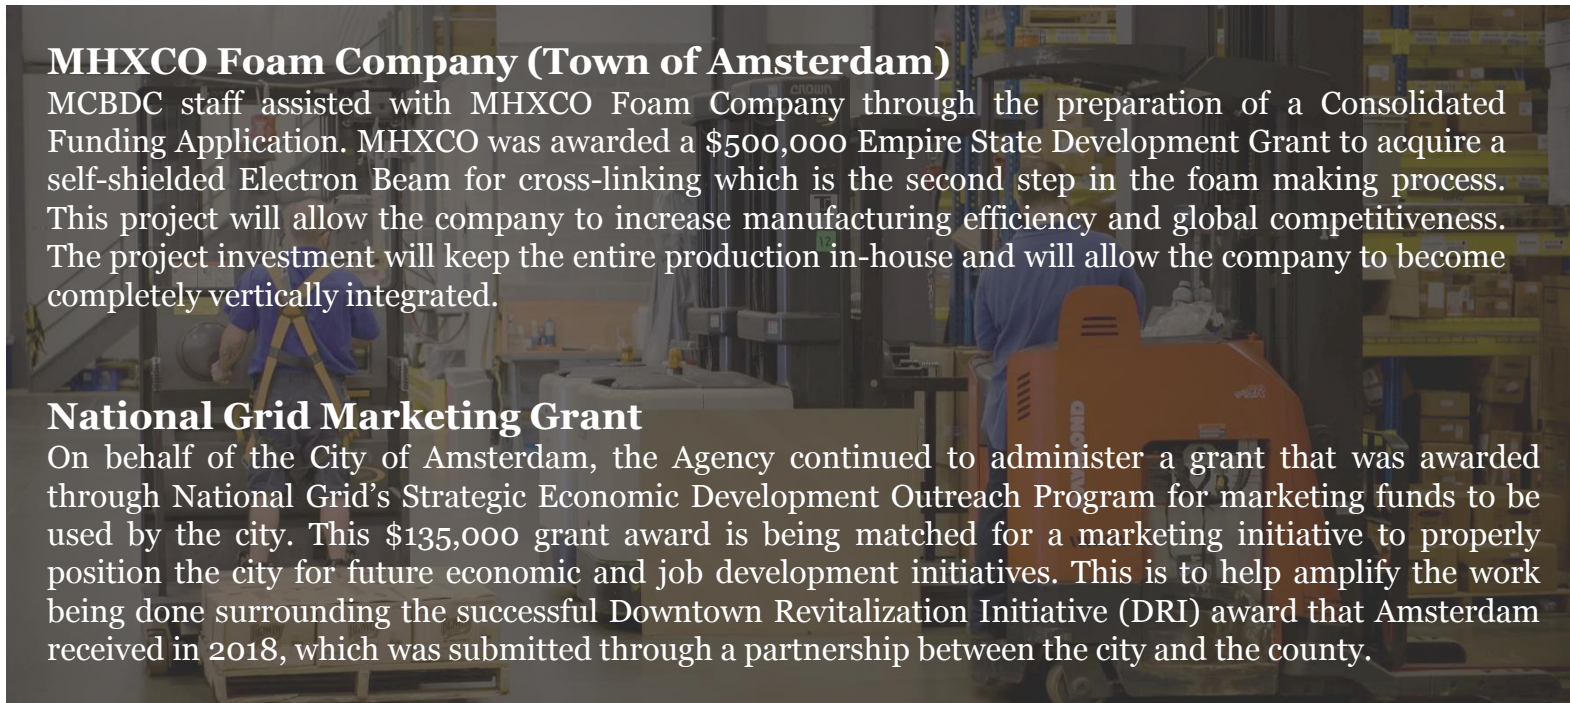 MHXCO Foam Company (Town of Amsterdam)
MCBDC staff assisted with MHXCO Foam Company through the preparation of a Consolidated
Funding Application. MHXCO was awarded a $500,000 Empire State Development Grant to acquire a
self-shielded Electron Beam for cross-linking which is the second step in the foam making process.
This project will allow the company to increase manufacturing efficiency and global competitiveness.
The project investment will keep the entire production in-house and will allow the company to become
completely vertically integrated.
National Grid Marketing Grant
On behalf of the City of Amsterdam, the Agency continued to administer a grant that was awarded
through National Grid’s Strategic Economic Development Outreach Program for marketing funds to be
used by the city. This $135,000 grant award is being matched for a marketing initiative to properly
position the city for future economic and job development initiatives. This is to help amplify the work
being done surrounding the successful Downtown Revitalization Initiative (DRI) award that Amsterdam
received in 2018, which was submitted through a partnership between the city and the county.
CROWN